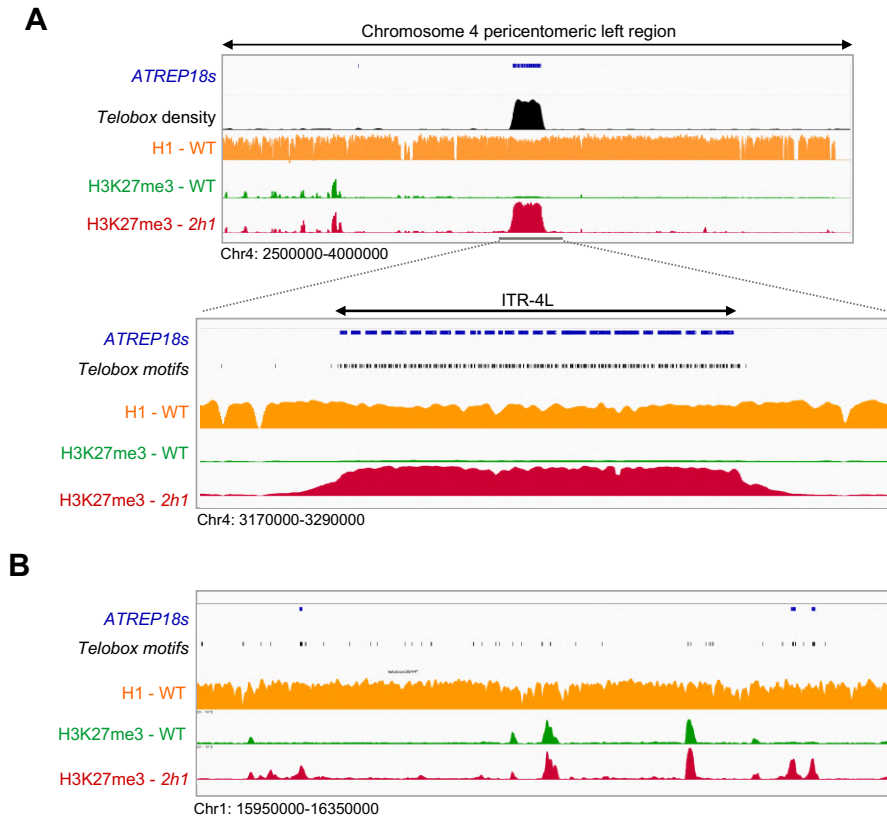 A
Chromosome 4 pericentomeric left region
ATREP18s
Telobox density
H1 - WT
H3K27me3 - WT
H3K27me3 - 2h1
Chr4: 2500000-4000000
ITR-4L
ATREP18s
Telobox motifs
H1 - WT
H3K27me3 - WT
H3K27me3 - 2h1
Chr4: 3170000-3290000
B
ATREP18s
Telobox motifs
H1 - WT
H3K27me3 - WT
H3K27me3 - 2h1
Chr1: 15950000-16350000